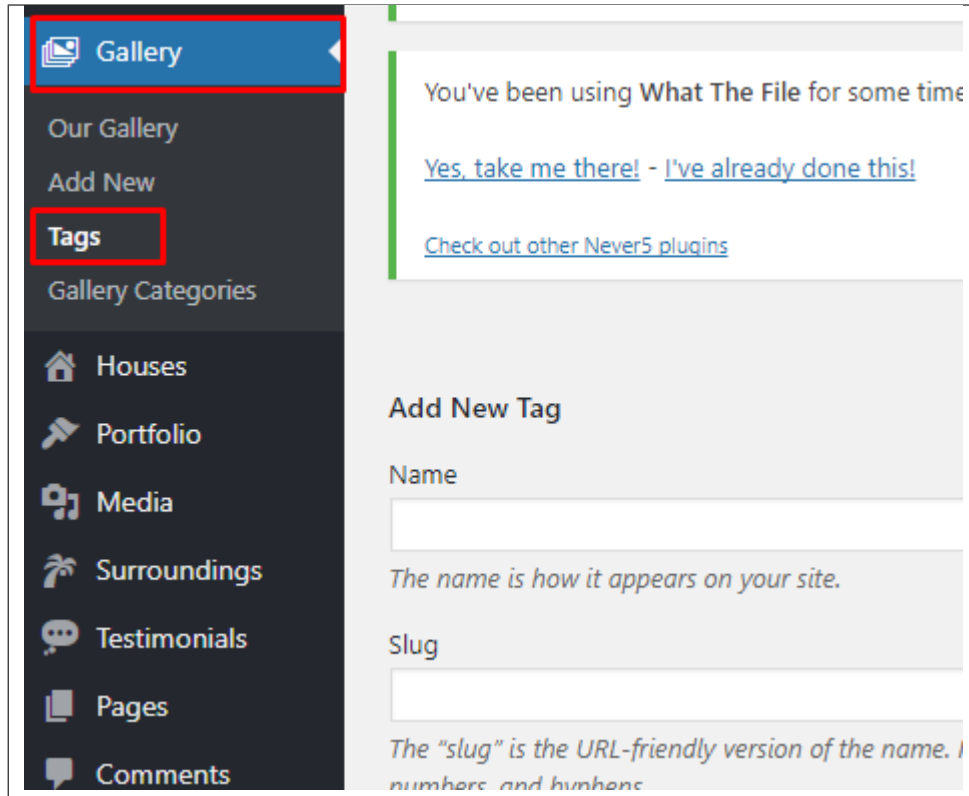 Gallery
Our Gallery
Add New
Tags
Gallery Categories
Houses
Portfolio
Media
Surroundings
Testimonials
Pages
Comments
You've been using What The File for some time
Yes, take me there! - I've already done this!
Check out other Never5 plugins
Add New Tag
Name
The name is how it appears on your site.
Slug
The “slug” is the URL-friendly version of the name.
numbers, and hyphens